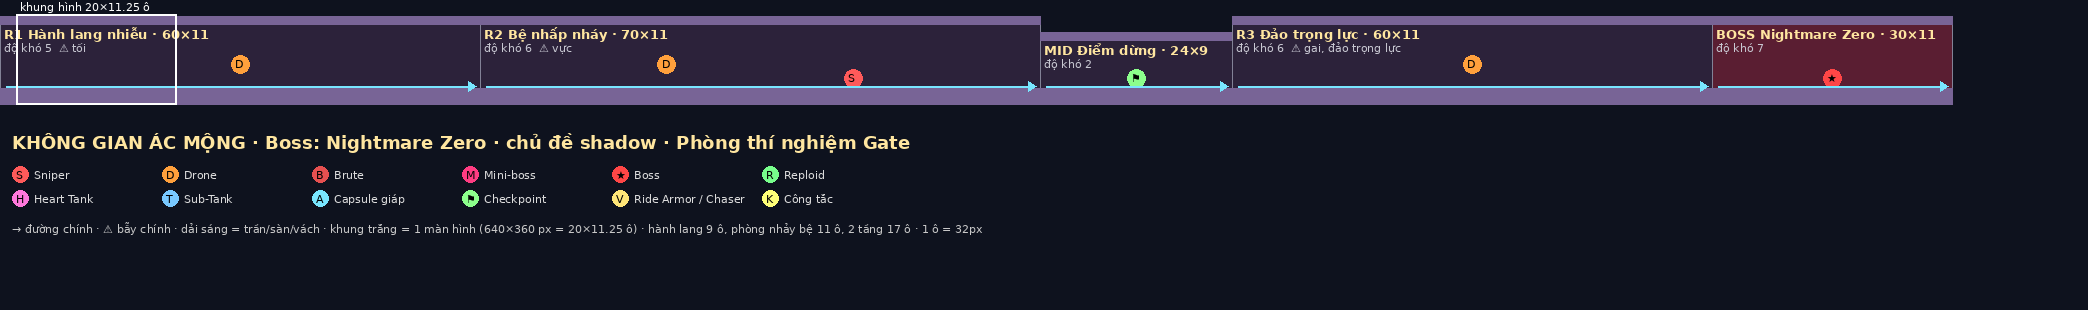 khung hình 20×11.25 ô
R1 Hành lang nhiễu · 60×11
độ khó 5 ⚠ tối
D
R2 Bệ nhấp nháy · 70×11
độ khó 6 ⚠ vực
D
S
MID Điểm dừng · 24×9
độ khó 2
⚑
R3 Đảo trọng lực · 60×11
độ khó 6 ⚠ gai, đảo trọng lực
D
BOSS Nightmare Zero · 30×11
độ khó 7
★
KHÔNG GIAN ÁC MỘNG · Boss: Nightmare Zero · chủ đề shadow · Phòng thí nghiệm Gate
S Sniper D Drone B Brute M Mini-boss ★ Boss R Reploid
H Heart Tank T Sub-Tank A Capsule giáp ⚑ Checkpoint V Ride Armor / Chaser K Công tắc
→ đường chính · ⚠ bẫy chính · dải sáng = trần/sàn/vách · khung trắng = 1 màn hình (640×360 px = 20×11.25 ô) · hành lang 9 ô, phòng nhảy bệ 11 ô, 2 tầng 17 ô · 1 ô = 32px